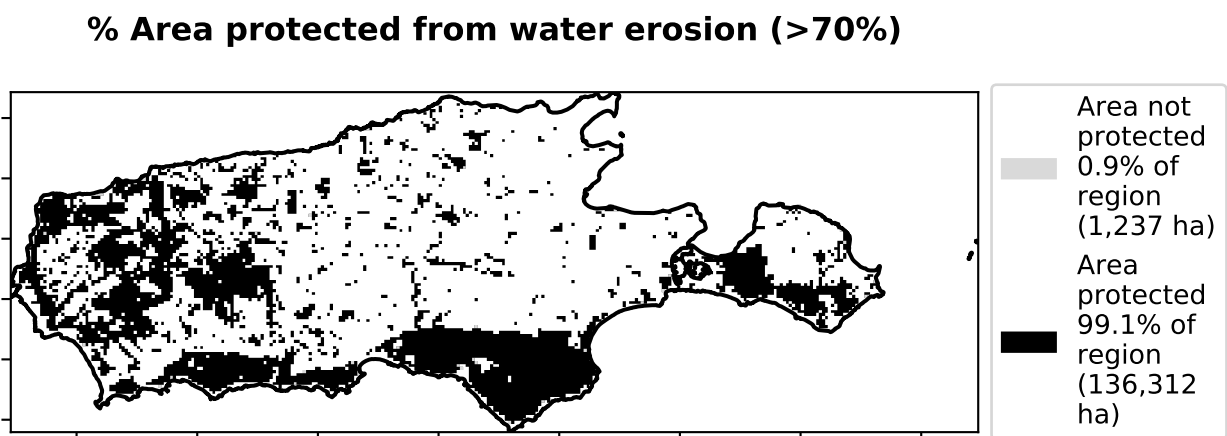 % Area protected from water erosion (>70%)
Area not
protected
0.9% of
region
(1,237 ha)
Area
protected
99.1% of
region
(136,312
ha)